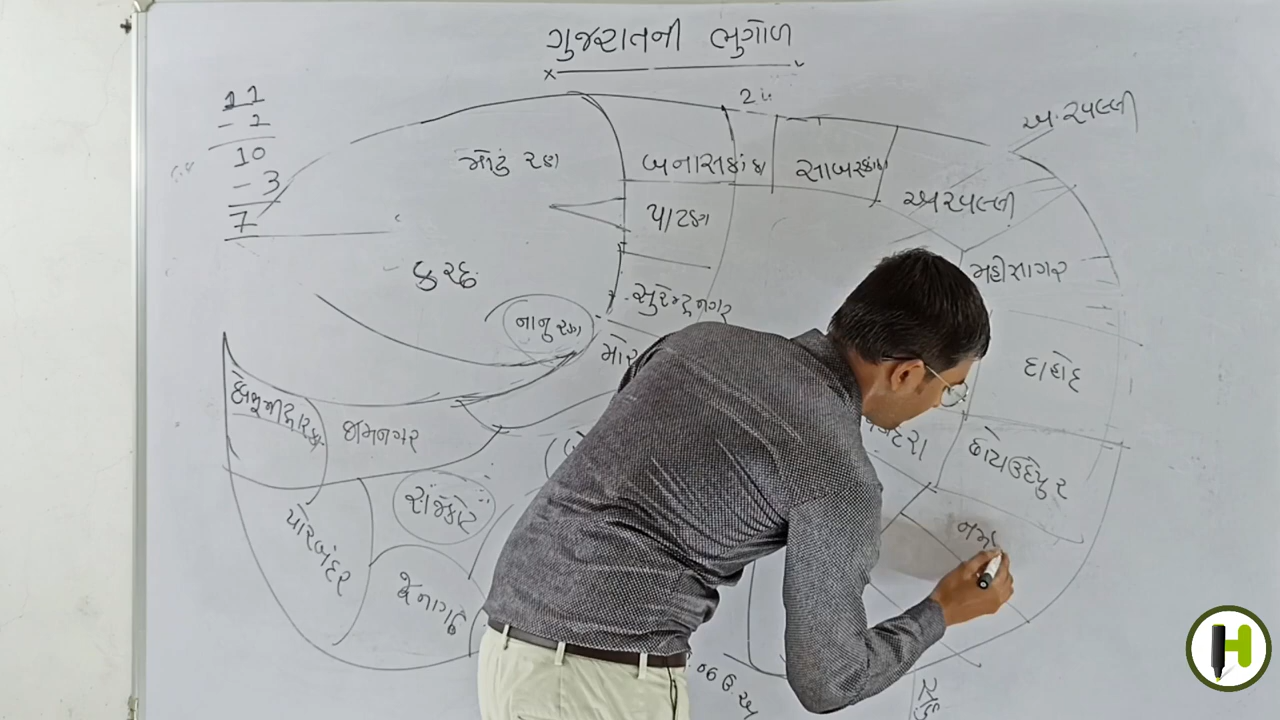 ગુજરાતની ભુગોળ
11
- 1
10
- 3
7
અરવલ્લી
મોટું રણ
બનાસકાંઠા
સાબરકાંઠા
અરવલ્લી
પાટણ
મહીસાગર
કચ્છ
સુરેન્દ્રનગર
નાનુ રણ
મોર
દાહોદ
દેવભૂમીદ્વારકા
જામનગર
છોટાઉદેપુર
રાજકોટ
પોરબંદર
જુનાગઢ
H